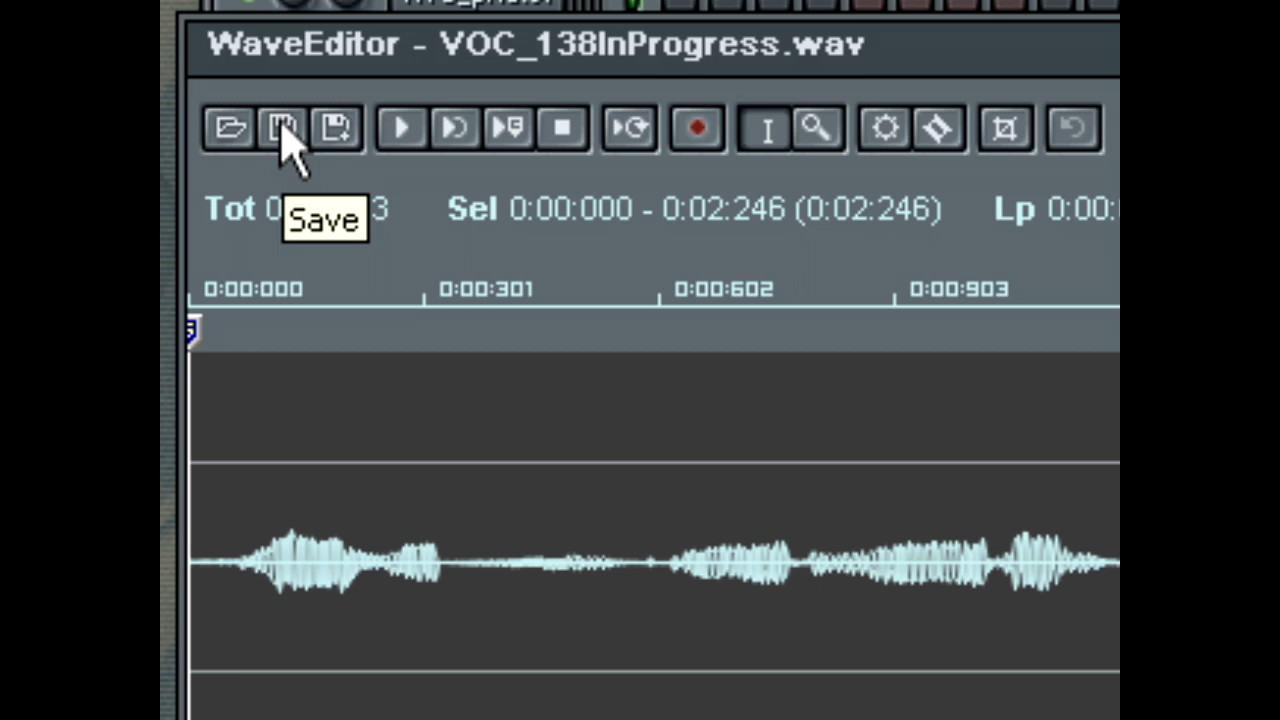 WaveEditor - VOC_138InProgress.wav
Tot 0 3 Sel 0:00:000 - 0:02:246 (0:02:246) Lp 0:00:
Save
0:00:000 0:00:301 0:00:602 0:00:903